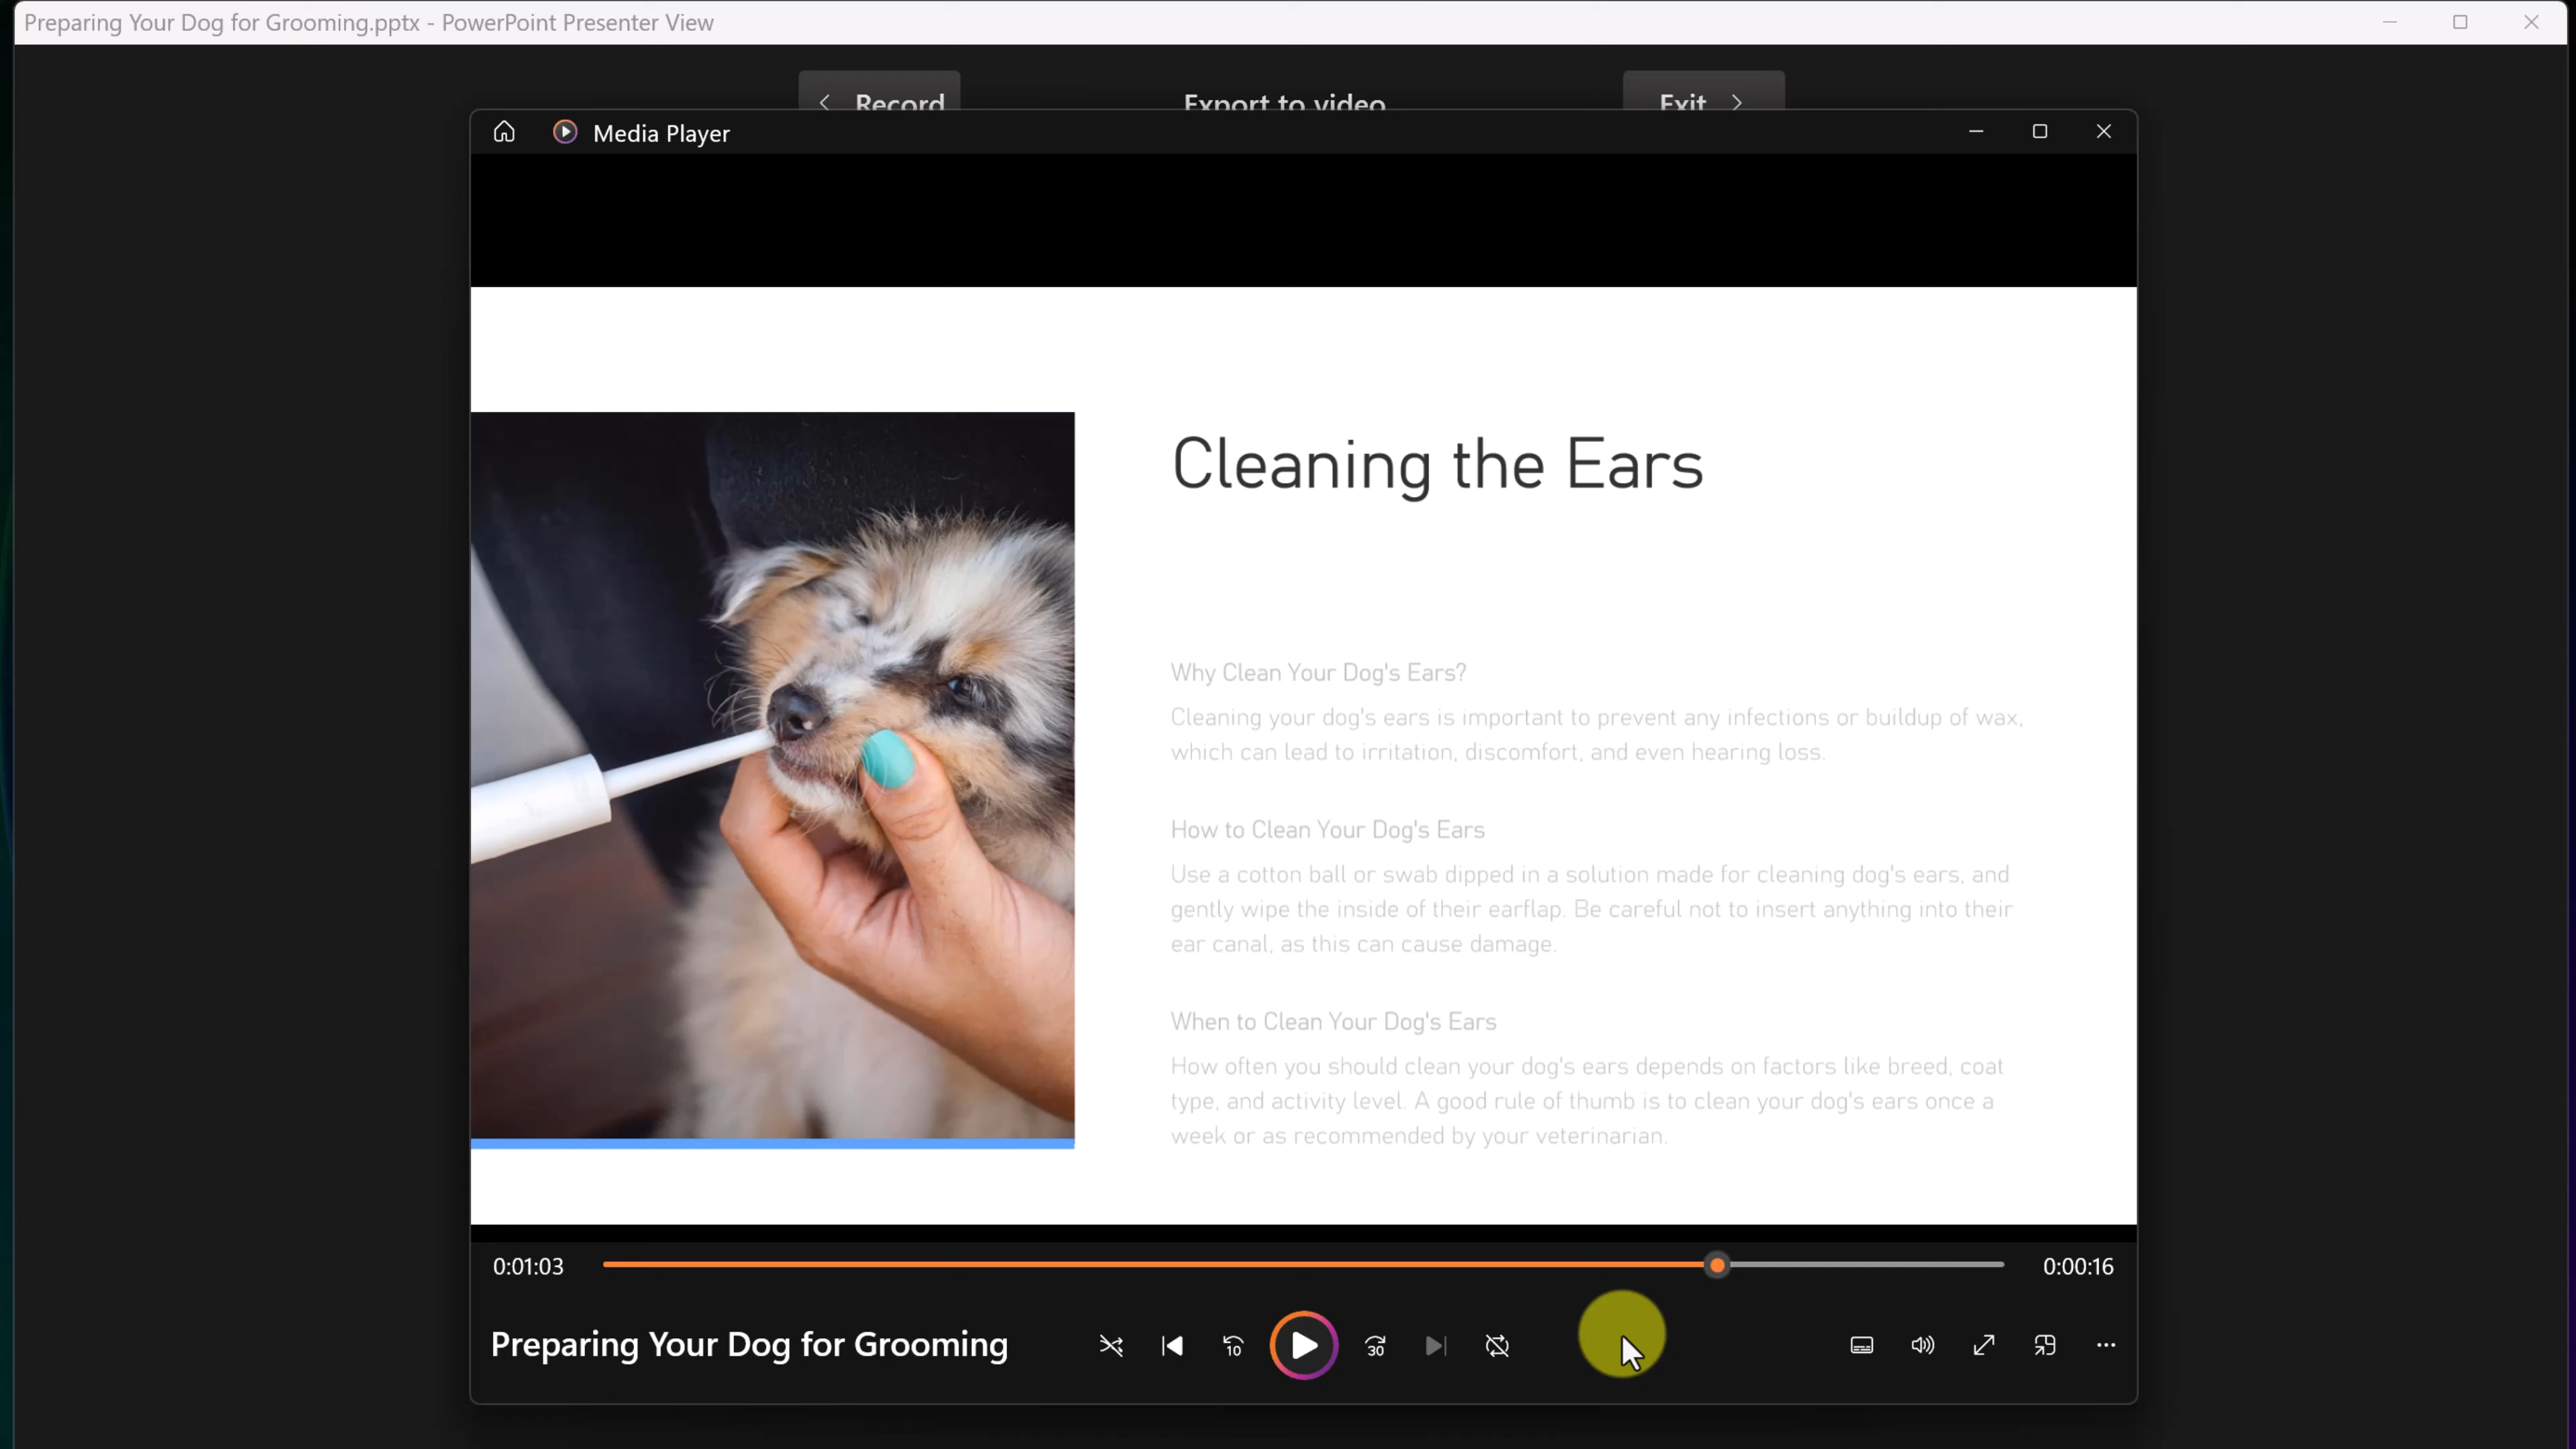 Preparing Your Dog for Grooming.pptx - PowerPoint Presenter View
Record
Export to video
Exit
Media Player
Cleaning the Ears
Why Clean Your Dog's Ears?
Cleaning your dog's ears is important to prevent any infections or buildup of wax,
which can lead to irritation, discomfort, and even hearing loss.
How to Clean Your Dog's Ears
Use a cotton ball or swab dipped in a solution made for cleaning dog's ears, and
gently wipe the inside of their earflap. Be careful not to insert anything into their
ear canal, as this can cause damage.
When to Clean Your Dog's Ears
How often you should clean your dog's ears depends on factors like breed, coat
type, and activity level. A good rule of thumb is to clean your dog's ears once a
week or as recommended by your veterinarian.
0:01:03
0:00:16
Preparing Your Dog for Grooming
10
30